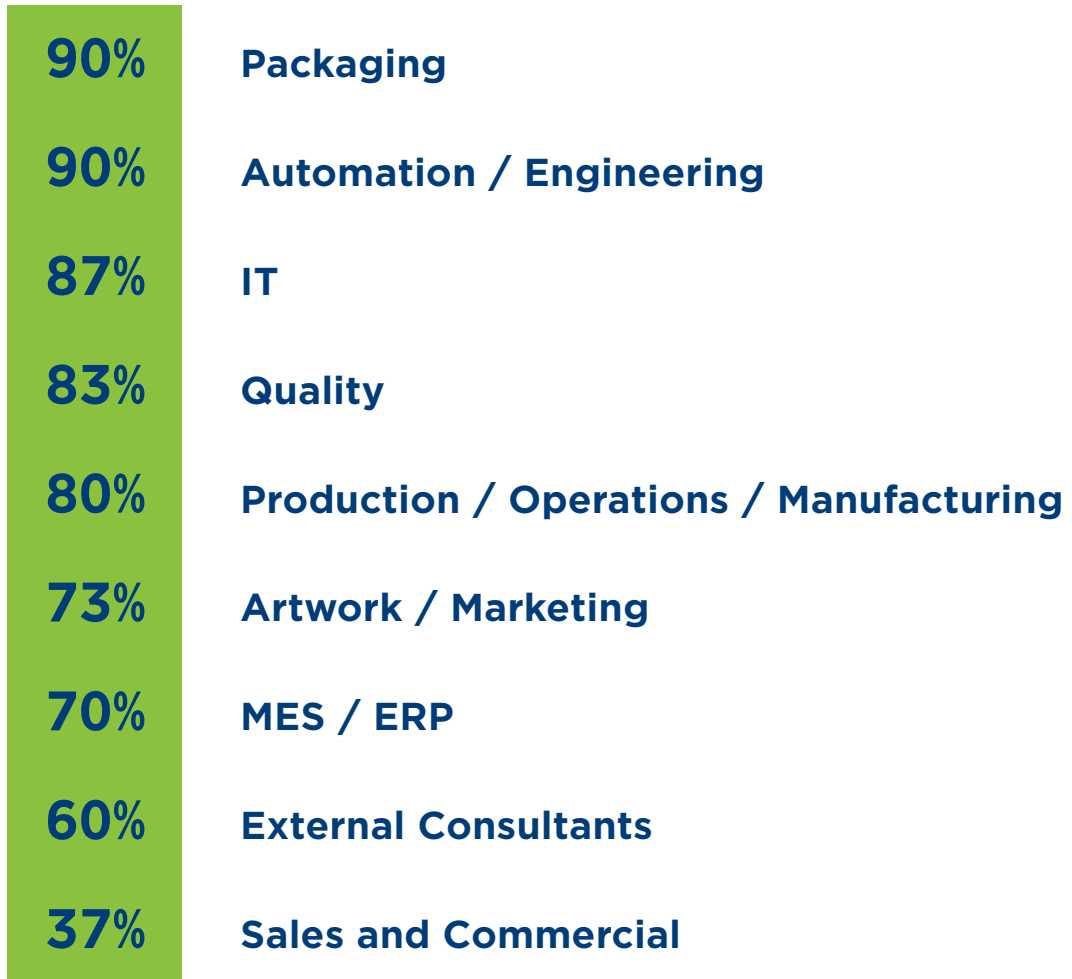 90% Packaging
90% Automation / Engineering
87% IT
83% Quality
80% Production / Operations / Manufacturing
73% Artwork / Marketing
70% MES / ERP
60% External Consultants
37% Sales and Commercial